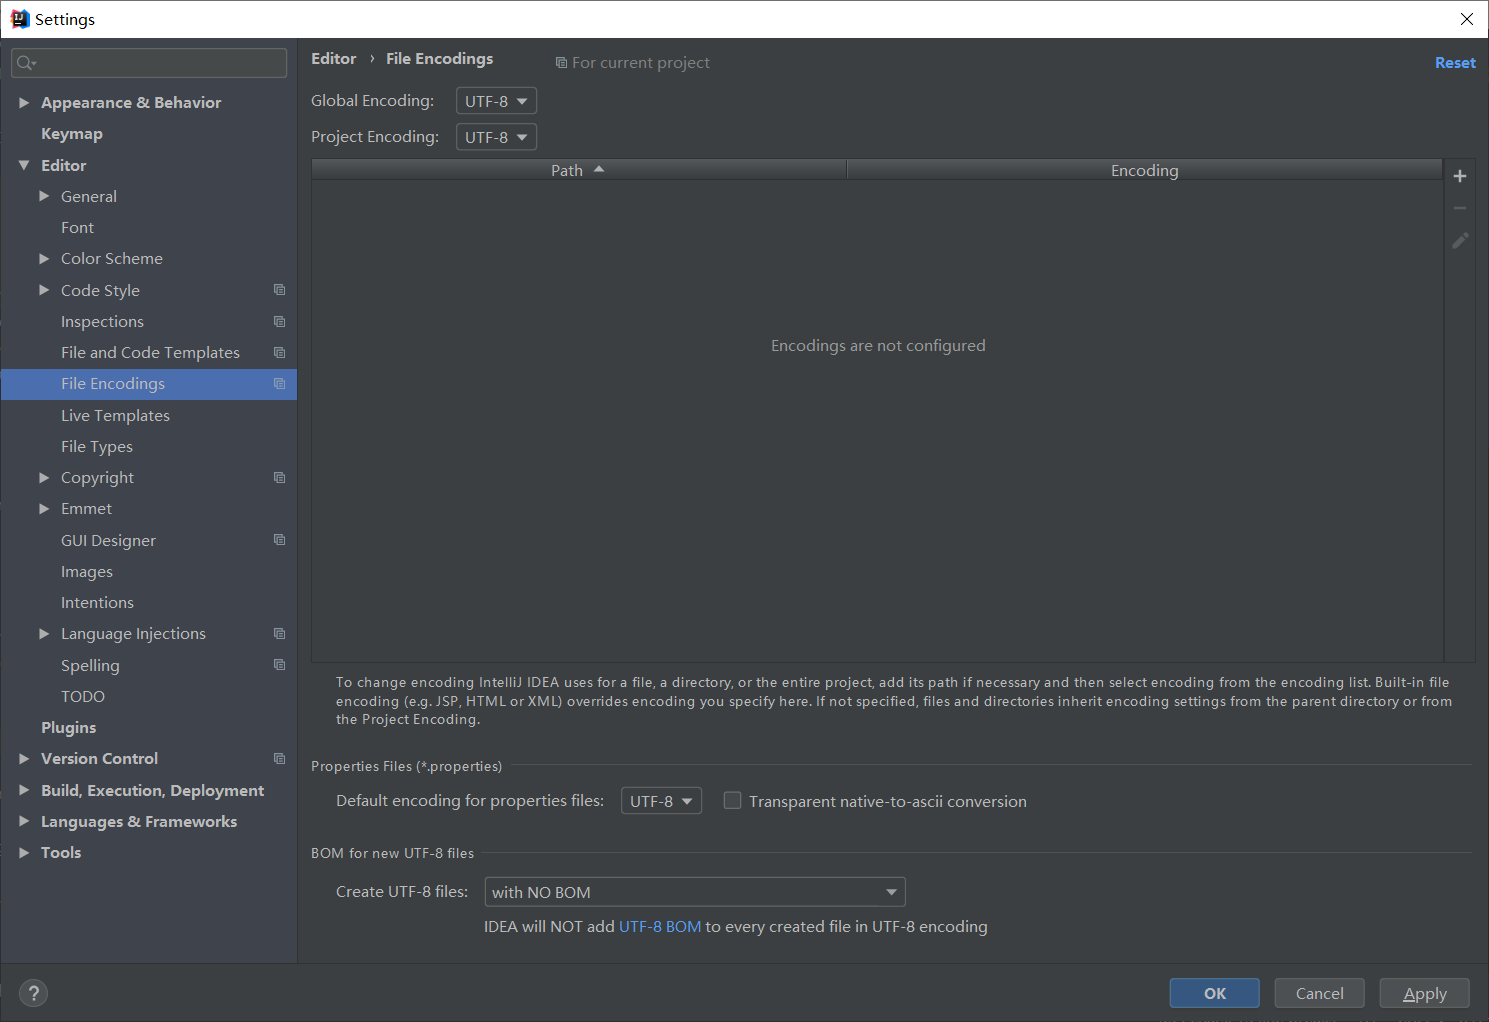 Settings
Editor › File Encodings
For current project
Reset
Appearance & Behavior
Keymap
Editor
General
Font
Color Scheme
Code Style
Inspections
File and Code Templates
File Encodings
Live Templates
File Types
Copyright
Emmet
GUI Designer
Images
Intentions
Language Injections
Spelling
TODO
Plugins
Version Control
Build, Execution, Deployment
Languages & Frameworks
Tools
Global Encoding: UTF-8
Project Encoding: UTF-8
Path Encoding
Encodings are not configured
To change encoding IntelliJ IDEA uses for a file, a directory, or the entire project, add its path if necessary and then select encoding from the encoding list. Built-in file
encoding (e.g. JSP, HTML or XML) overrides encoding you specify here. If not specified, files and directories inherit encoding settings from the parent directory or from
the Project Encoding.
Properties Files (*.properties)
Default encoding for properties files: UTF-8 Transparent native-to-ascii conversion
BOM for new UTF-8 files
Create UTF-8 files: with NO BOM
IDEA will NOT add UTF-8 BOM to every created file in UTF-8 encoding
?
OK Cancel Apply